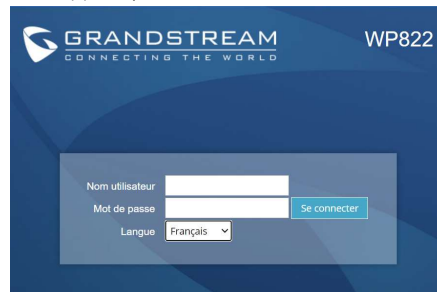 GRANDSTREAM
CONNECTING THE WORLD
WP822
Nom utilisateur
Mot de passe
Se connecter
Langue
Français